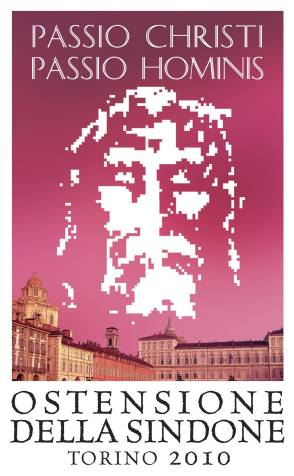 PASSIO CHRISTI
PASSIO HOMINIS
OSTENSIONE
DELLA SINDONE
TORINO 2010